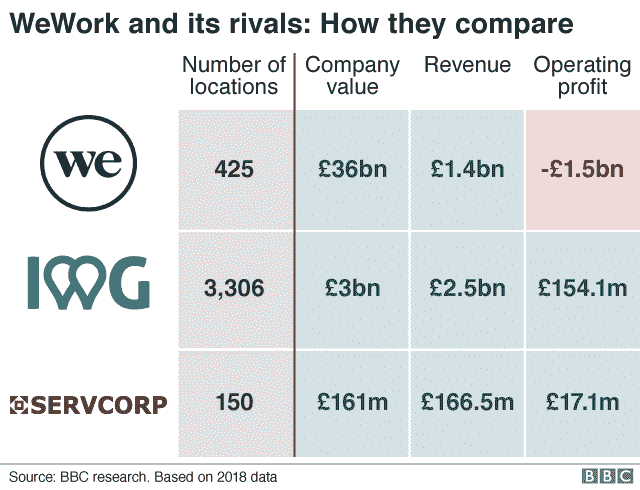 WeWork and its rivals: How they compare
Number of locations
Company value
Revenue
Operating profit
we
425
£36bn
£1.4bn
-£1.5bn
IWG
3,306
£3bn
£2.5bn
£154.1m
SERVCORP
150
£161m
£166.5m
£17.1m
Source: BBC research. Based on 2018 data
BBC